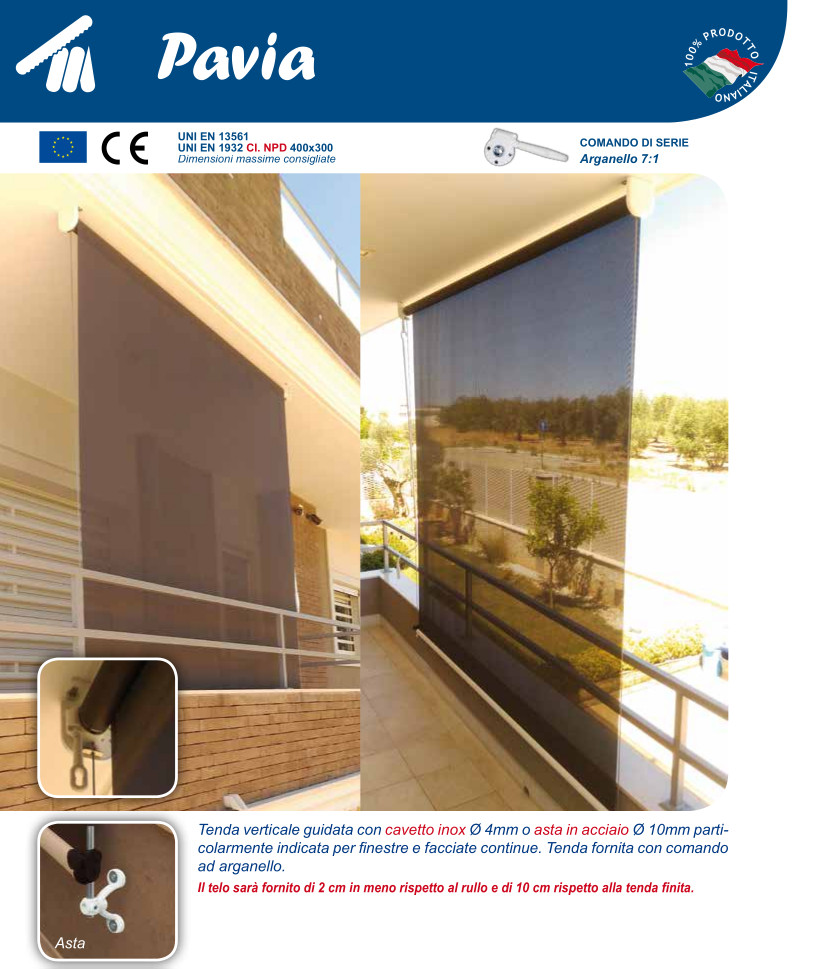 Pavia
100% PRODOTTO ITALIANO
UNI EN 13561
UNI EN 1932 Cl. NPD 400x300
Dimensioni massime consigliate
COMANDO DI SERIE
Arganello 7:1
Tenda verticale guidata con cavetto inox Ø 4mm o asta in acciaio Ø 10mm parti-
colarmente indicata per finestre e facciate continue. Tenda fornita con comando
ad arganello.
Il telo sarà fornito di 2 cm in meno rispetto al rullo e di 10 cm rispetto alla tenda finita.
Asta